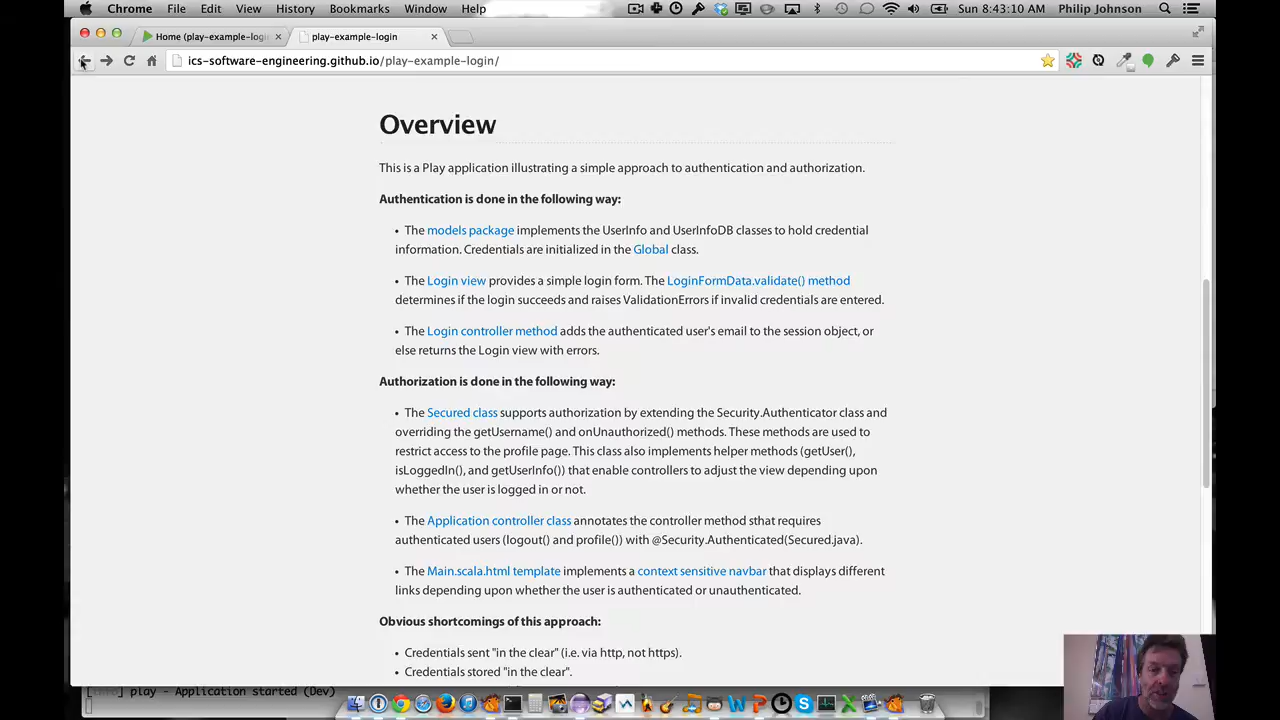 Chrome File Edit View History Bookmarks Window Help Sun 8:43:10 AM Philip Johnson
Home (play-example-logi
play-example-login
ics-software-engineering.github.io/play-example-login/
Overview
This is a Play application illustrating a simple approach to authentication and authorization.
Authentication is done in the following way:
• The models package implements the UserInfo and UserInfoDB classes to hold credential
information. Credentials are initialized in the Global class.
• The Login view provides a simple login form. The LoginFormData.validate() method
determines if the login succeeds and raises ValidationErrors if invalid credentials are entered.
• The Login controller method adds the authenticated user's email to the session object, or
else returns the Login view with errors.
Authorization is done in the following way:
• The Secured class supports authorization by extending the Security.Authenticator class and
overriding the getUsername() and onUnauthorized() methods. These methods are used to
restrict access to the profile page. This class also implements helper methods (getUser(),
isLoggedIn(), and getUserInfo()) that enable controllers to adjust the view depending upon
whether the user is logged in or not.
• The Application controller class annotates the controller method sthat requires
authenticated users (logout() and profile()) with @Security.Authenticated(Secured.java).
• The Main.scala.html template implements a context sensitive navbar that displays different
links depending upon whether the user is authenticated or unauthenticated.
Obvious shortcomings of this approach:
• Credentials sent "in the clear" (i.e. via http, not https).
• Credentials stored "in the clear".
play - Application started (Dev)